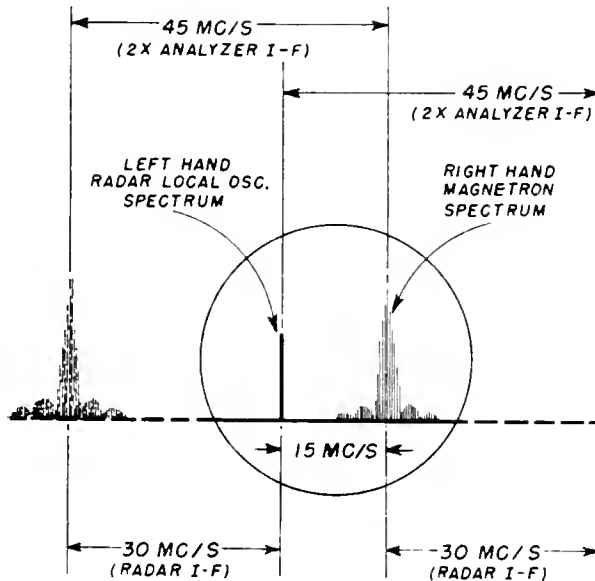 45 MC/S
(2X ANALYZER I-F)
45 MC/S
(2X ANALYZER I-F)
LEFT HAND
RADAR LOCAL OSC.
SPECTRUM
RIGHT HAND
MAGNETRON
SPECTRUM
15 MC/S
30 MC/S
(RADAR I-F)
30 MC/S
(RADAR I-F)